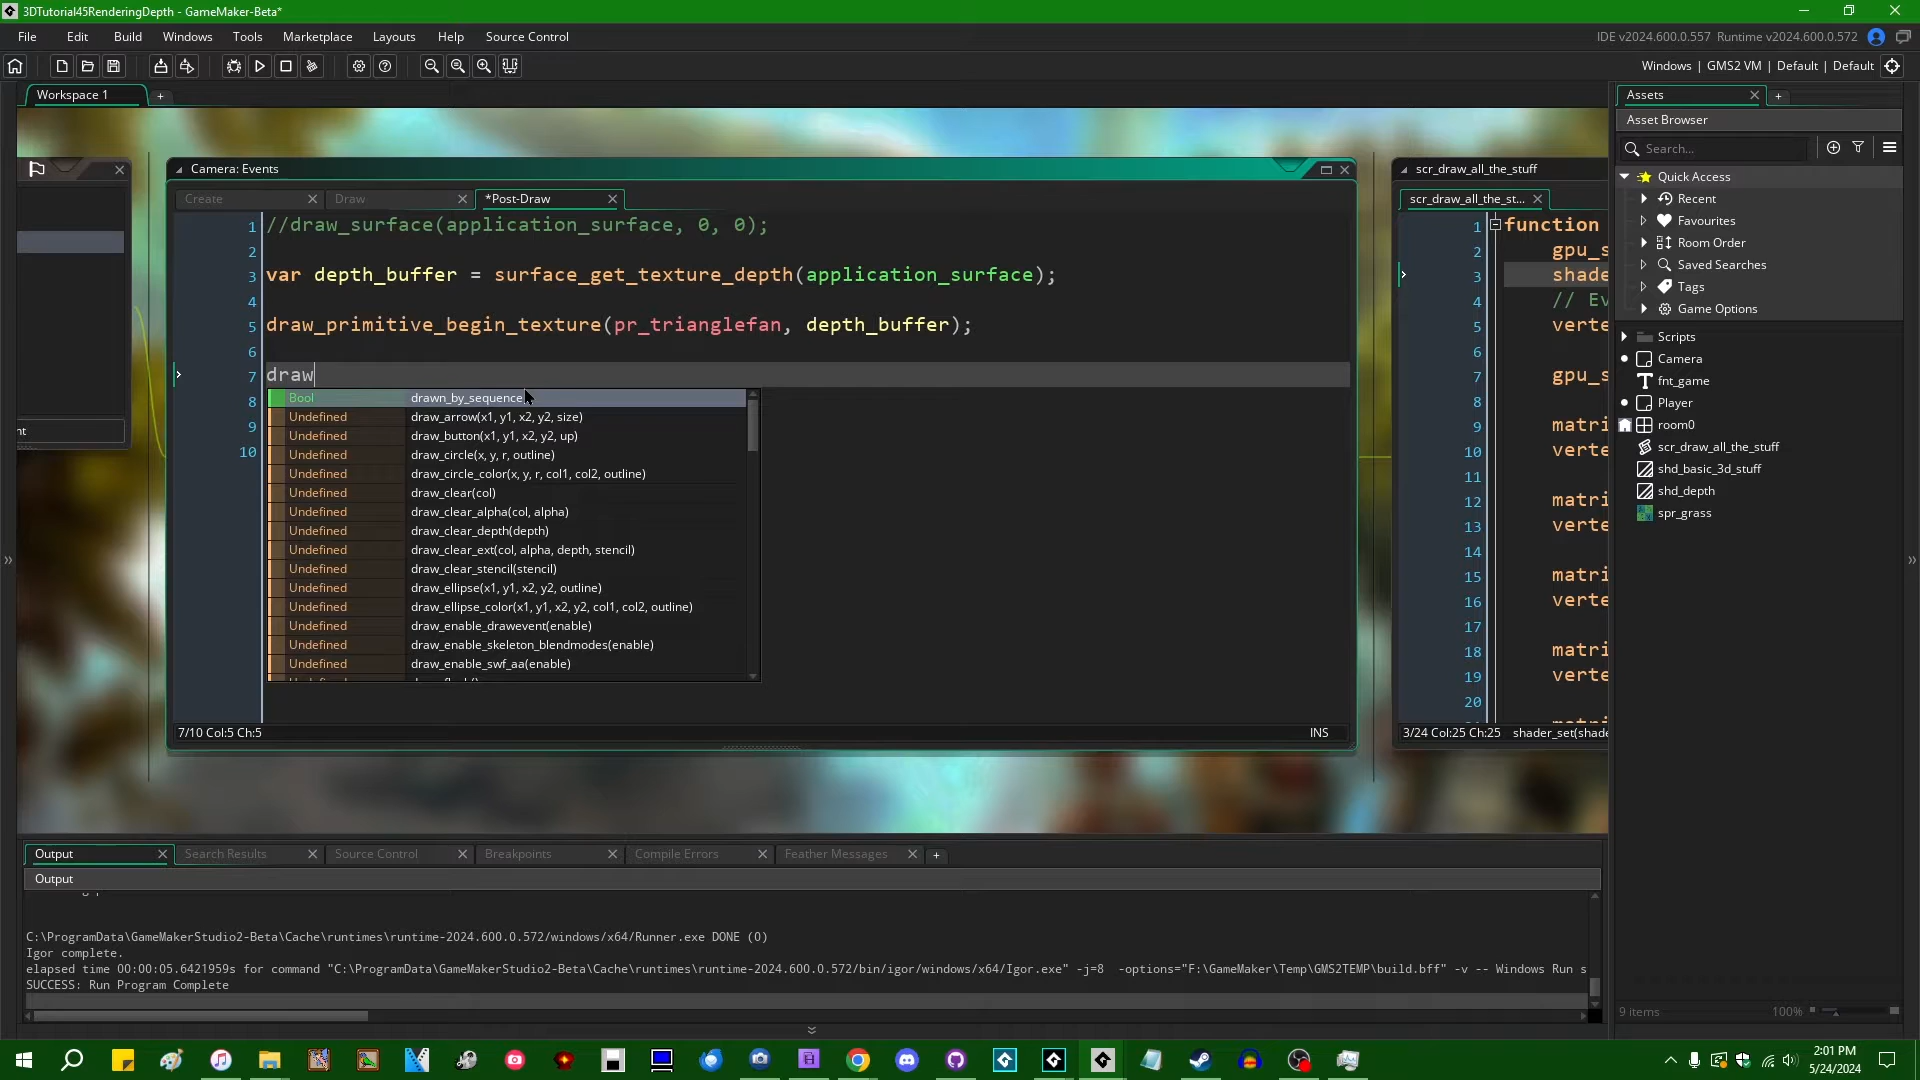 3DTutorial45RenderingDepth - GameMaker-Beta*
File Edit Build Windows Tools Marketplace Layouts Help Source Control
IDE v2024.600.0.557 Runtime v2024.600.0.572
Windows | GMS2 VM | Default | Default
Workspace 1
Camera: Events
Create Draw *Post-Draw
1 //draw_surface(application_surface, 0, 0);
2
3 var depth_buffer = surface_get_texture_depth(application_surface);
4
5 draw_primitive_begin_texture(pr_trianglefan, depth_buffer);
6
7 draw
8
9
10
Bool drawn_by_sequence
Undefined draw_arrow(x1, y1, x2, y2, size)
Undefined draw_button(x1, y1, x2, y2, up)
Undefined draw_circle(x, y, r, outline)
Undefined draw_circle_color(x, y, r, col1, col2, outline)
Undefined draw_clear(col)
Undefined draw_clear_alpha(col, alpha)
Undefined draw_clear_depth(depth)
Undefined draw_clear_ext(col, alpha, depth, stencil)
Undefined draw_clear_stencil(stencil)
Undefined draw_ellipse(x1, y1, x2, y2, outline)
Undefined draw_ellipse_color(x1, y1, x2, y2, col1, col2, outline)
Undefined draw_enable_drawevent(enable)
Undefined draw_enable_skeleton_blendmodes(enable)
Undefined draw_enable_swf_aa(enable)
7/10 Col:5 Ch:5
INS
nt
scr_draw_all_the_stuff
scr_draw_all_the_st...
1 function
2 gpu_s
3 shade
4 // Ev
5 verte
6
7 gpu_s
8
9 matri
10 verte
11
12 matri
13 verte
14
15 matri
16 verte
17
18 matri
19 verte
20
3/24 Col:25 Ch:25 shader_set(shade
Assets
Asset Browser
Search...
Quick Access
Recent
Favourites
Room Order
Saved Searches
Tags
Game Options
Scripts
Camera
fnt_game
Player
room0
scr_draw_all_the_stuff
shd_basic_3d_stuff
shd_depth
spr_grass
9 items 100%
Output Search Results Source Control Breakpoints Compile Errors Feather Messages
Output
C:\ProgramData\GameMakerStudio2-Beta\Cache\runtimes\runtime-2024.600.0.572/windows/x64/Runner.exe DONE (0)
Igor complete.
elapsed time 00:00:05.6421959s for command "C:\ProgramData\GameMakerStudio2-Beta\Cache\runtimes\runtime-2024.600.0.572/bin/igor/windows/x64/Igor.exe" -j=8 -options="F:\GameMaker\Temp\GMS2TEMP\build.bff" -v -- Windows Run s
SUCCESS: Run Program Complete
2:01 PM
5/24/2024